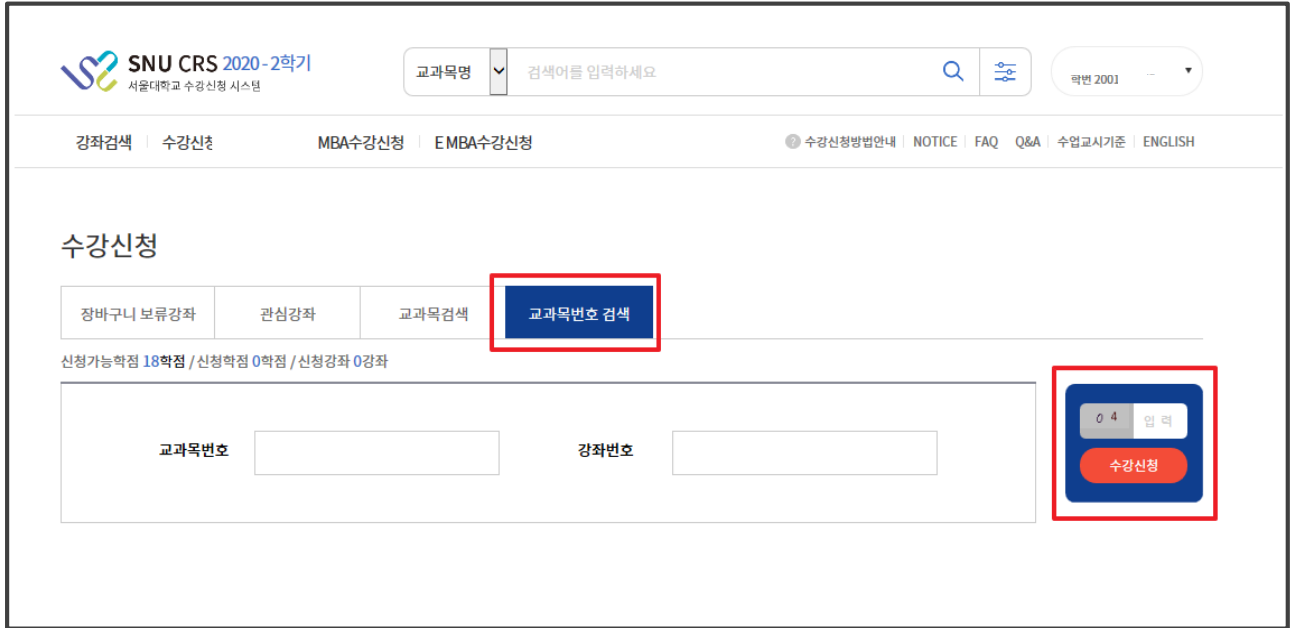 SNU CRS 2020-2학기
서울대학교 수강신청 시스템
교과목명
검색어를 입력하세요
학번 2001
강좌검색 수강신청 MBA수강신청 EMBA수강신청
? 수강신청방법안내 NOTICE FAQ Q&A 수업교시기준 ENGLISH
수강신청
장바구니 보류강좌 관심강좌 교과목검색 교과목번호 검색
신청가능학점 18학점 / 신청학점 0학점 / 신청강좌 0강좌
교과목번호 강좌번호
04 입력
수강신청